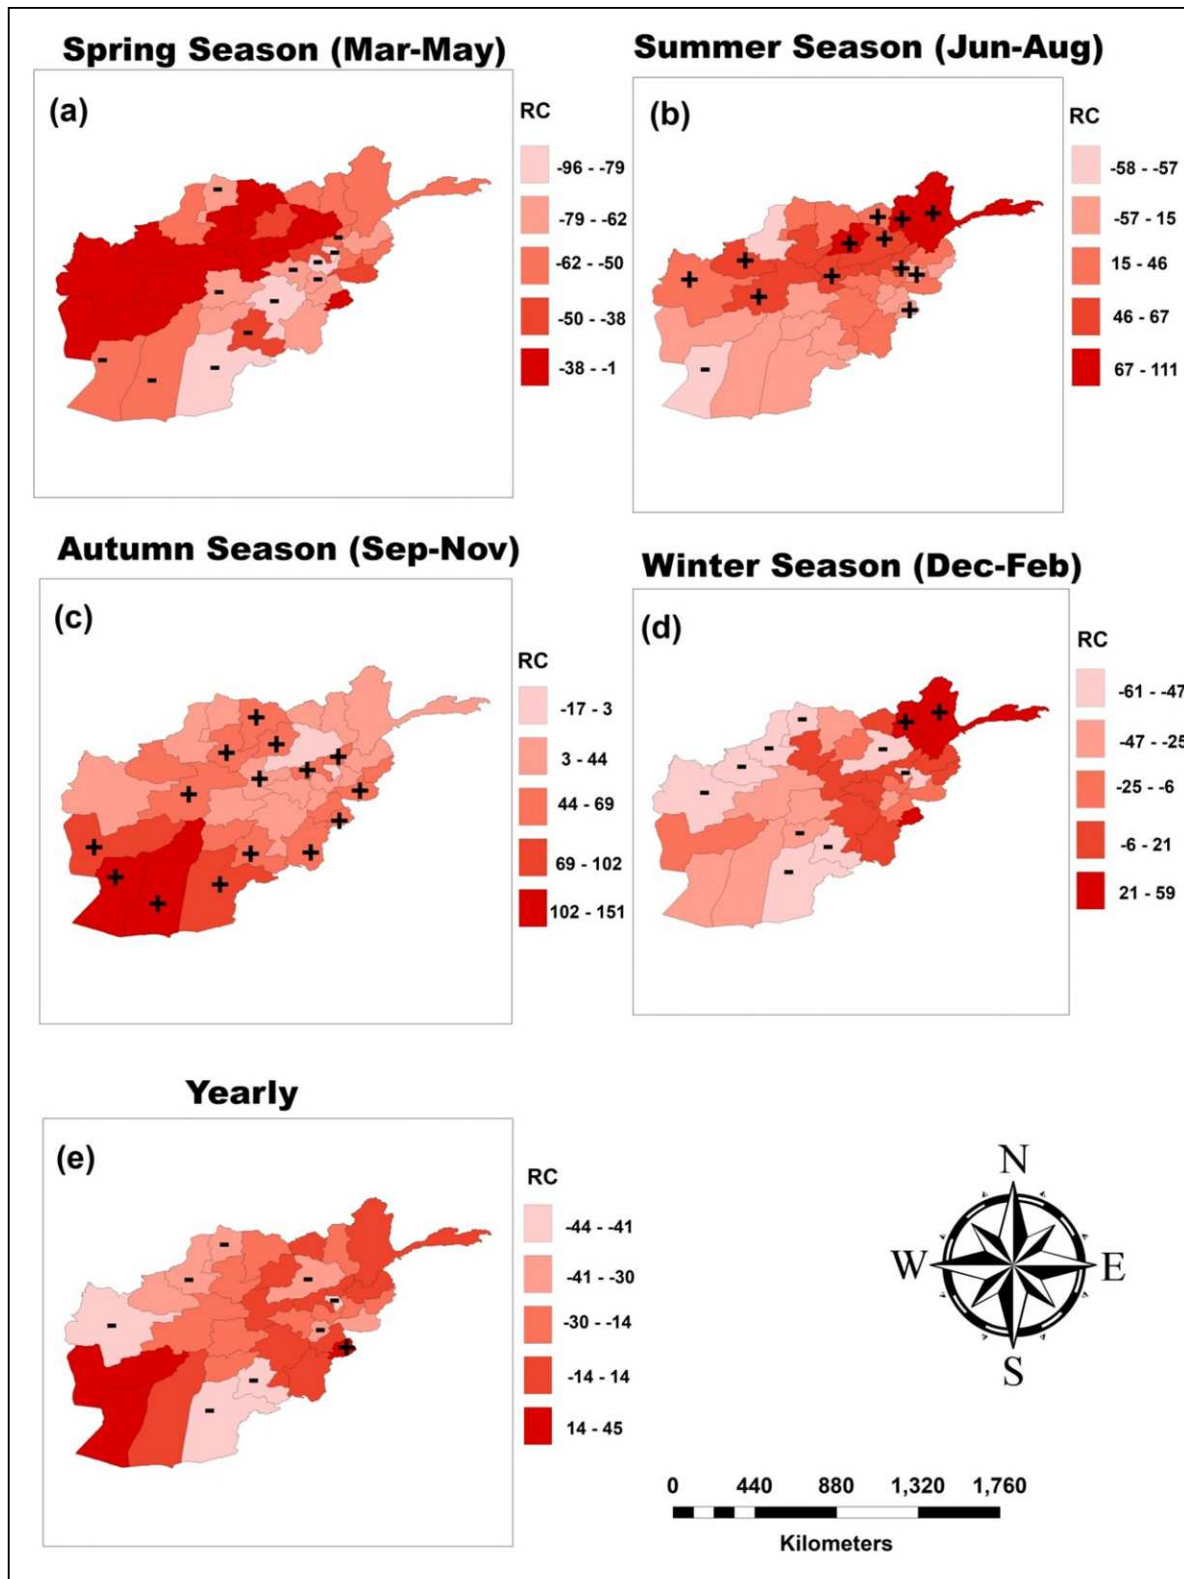 Spring Season (Mar-May)
(a)
RC
-96 - -79
-79 - -62
-62 - -50
-50 - -38
-38 - -1
Summer Season (Jun-Aug)
(b)
RC
-58 - -57
-57 - 15
15 - 46
46 - 67
67 - 111
Autumn Season (Sep-Nov)
(c)
RC
-17 - 3
3 - 44
44 - 69
69 - 102
102 - 151
Winter Season (Dec-Feb)
(d)
RC
-61 - -47
-47 - -25
-25 - -6
-6 - 21
21 - 59
Yearly
(e)
RC
-44 - -41
-41 - -30
-30 - -14
-14 - 14
14 - 45
N
W E
S
0 440 880 1,320 1,760
Kilometers